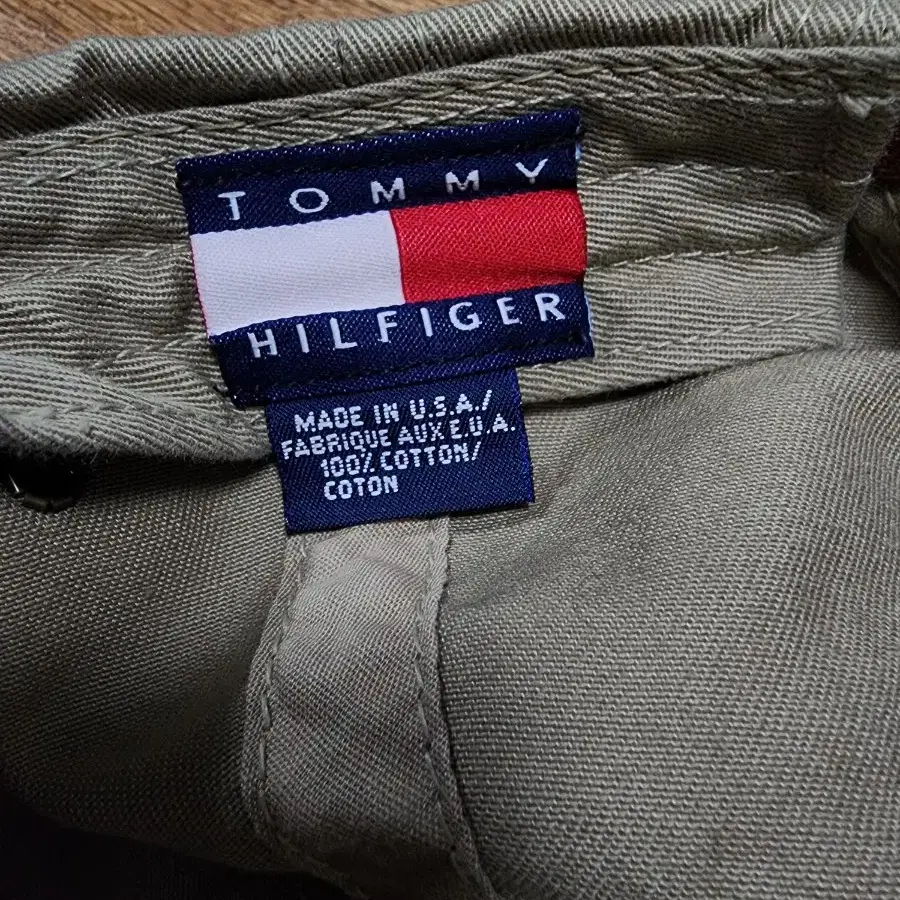 TOMMY
HILFIGER
MADE IN U.S.A./
FABRIQUE AUX E.U.A.
100% COTTON/
COTON